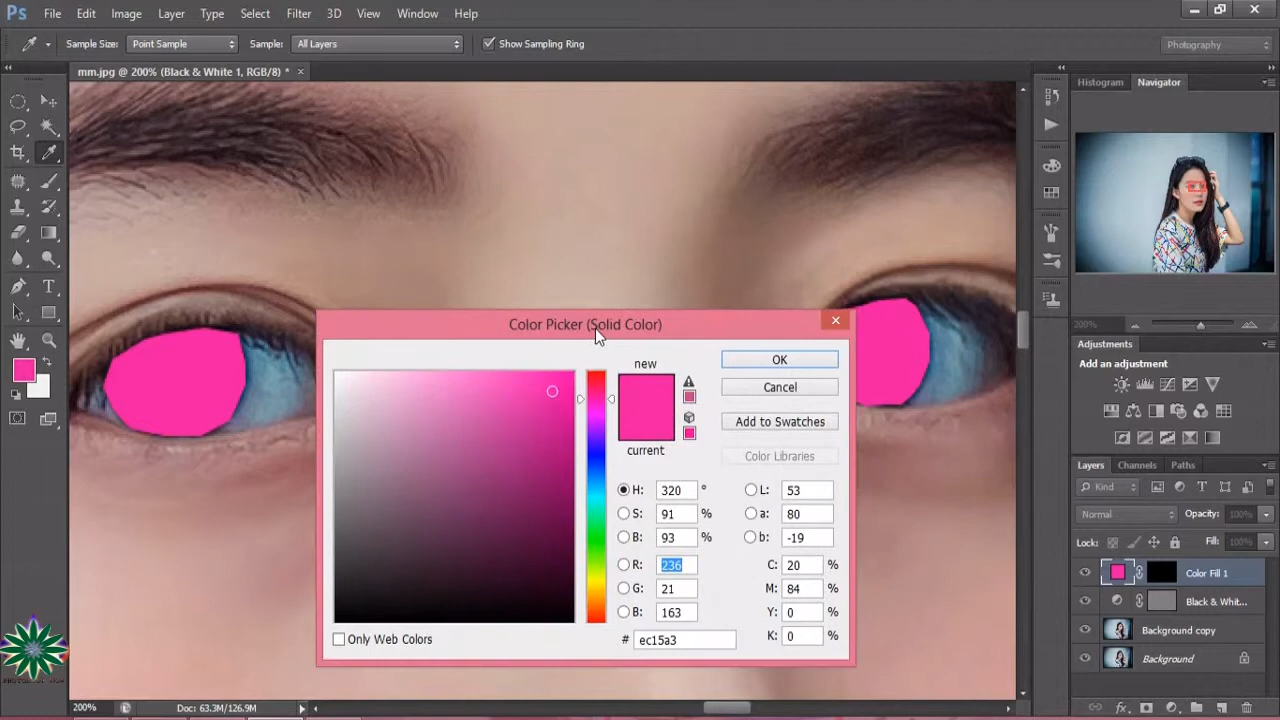 Ps File Edit Image Layer Type Select Filter 3D View Window Help
Sample Size: Point Sample Sample: All Layers Show Sampling Ring Photography
mm.jpg @ 200% (Black & White 1, RGB/8) * ×
Histogram Navigator
200%
Color Picker (Solid Color)
new
current
OK
Cancel
Add to Swatches
Color Libraries
H: 320 °
S: 91 %
B: 93 %
R: 236
G: 21
B: 163
L: 53
a: 80
b: -19
C: 20 %
M: 84 %
Y: 0 %
K: 0 %
Only Web Colors
# ec15a3
Adjustments
Add an adjustment
Layers Channels Paths
Kind
Normal Opacity: 100%
Lock: Fill: 100%
Color Fill 1
Black & Whit...
Background copy
Background
200% Doc: 63.3M/126.9M